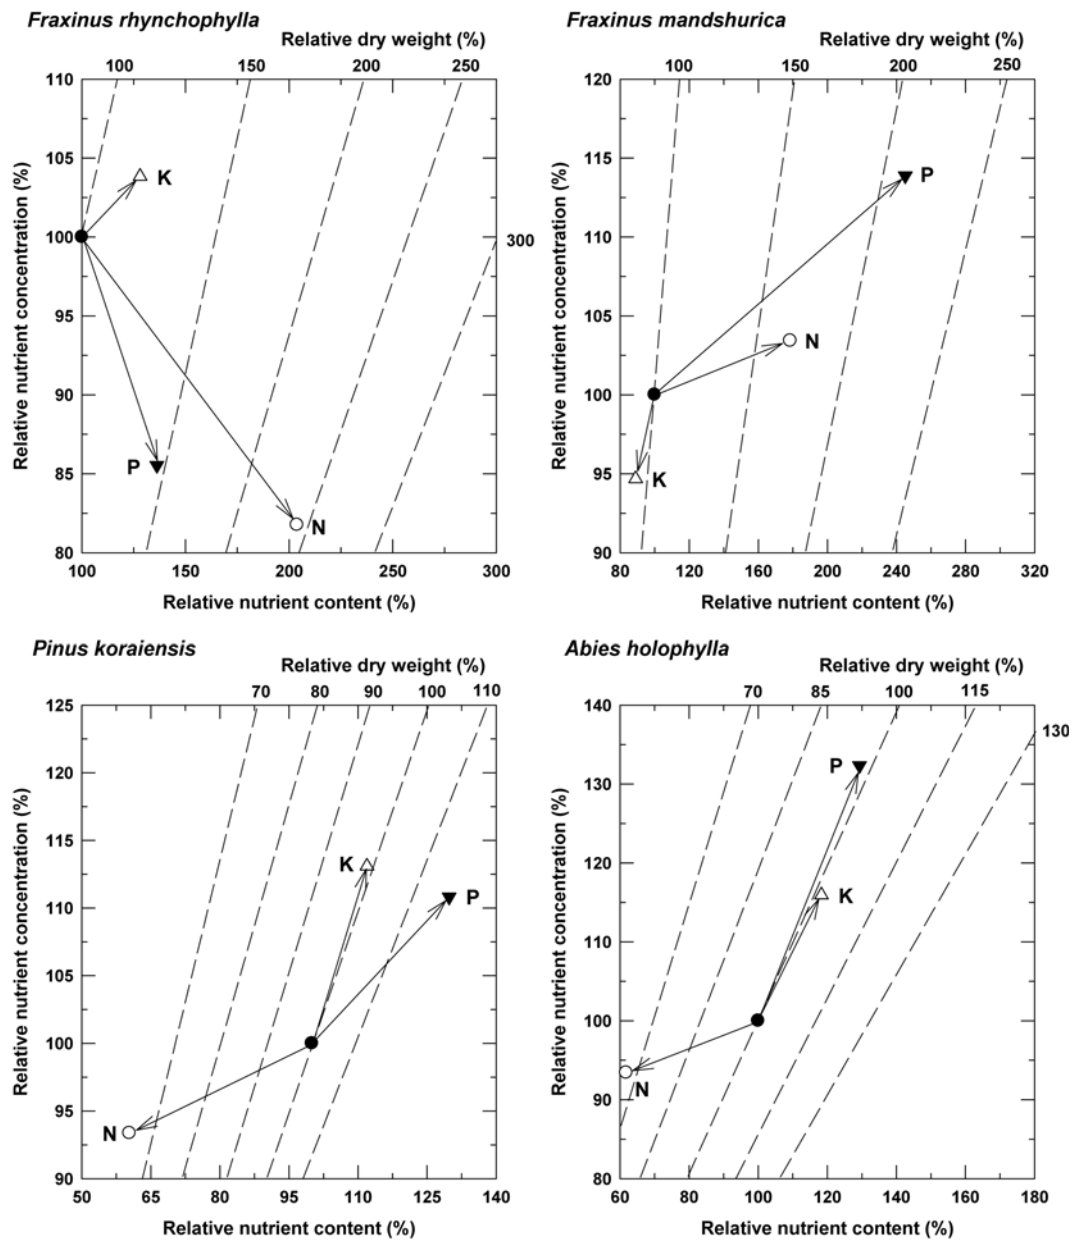 Fraxinus rhynchophylla
Relative dry weight (%)
100 150 200 250
110
105
100
95
90
85
80
300
K
P
N
Relative nutrient concentration (%)
100 150 200 250 300
Relative nutrient content (%)
Fraxinus mandshurica
Relative dry weight (%)
100 150 200 250
120
115
110
105
100
95
90
P
N
K
Relative nutrient concentration (%)
80 120 160 200 240 280 320
Relative nutrient content (%)
Pinus koraiensis
Relative dry weight (%)
70 80 90 100 110
125
120
115
110
105
100
95
90
K
P
N
Relative nutrient concentration (%)
50 65 80 95 110 125 140
Relative nutrient content (%)
Abies holophylla
Relative dry weight (%)
70 85 100 115
140
130
120
110
100
90
80
130
P
K
N
Relative nutrient concentration (%)
60 80 100 120 140 160 180
Relative nutrient content (%)